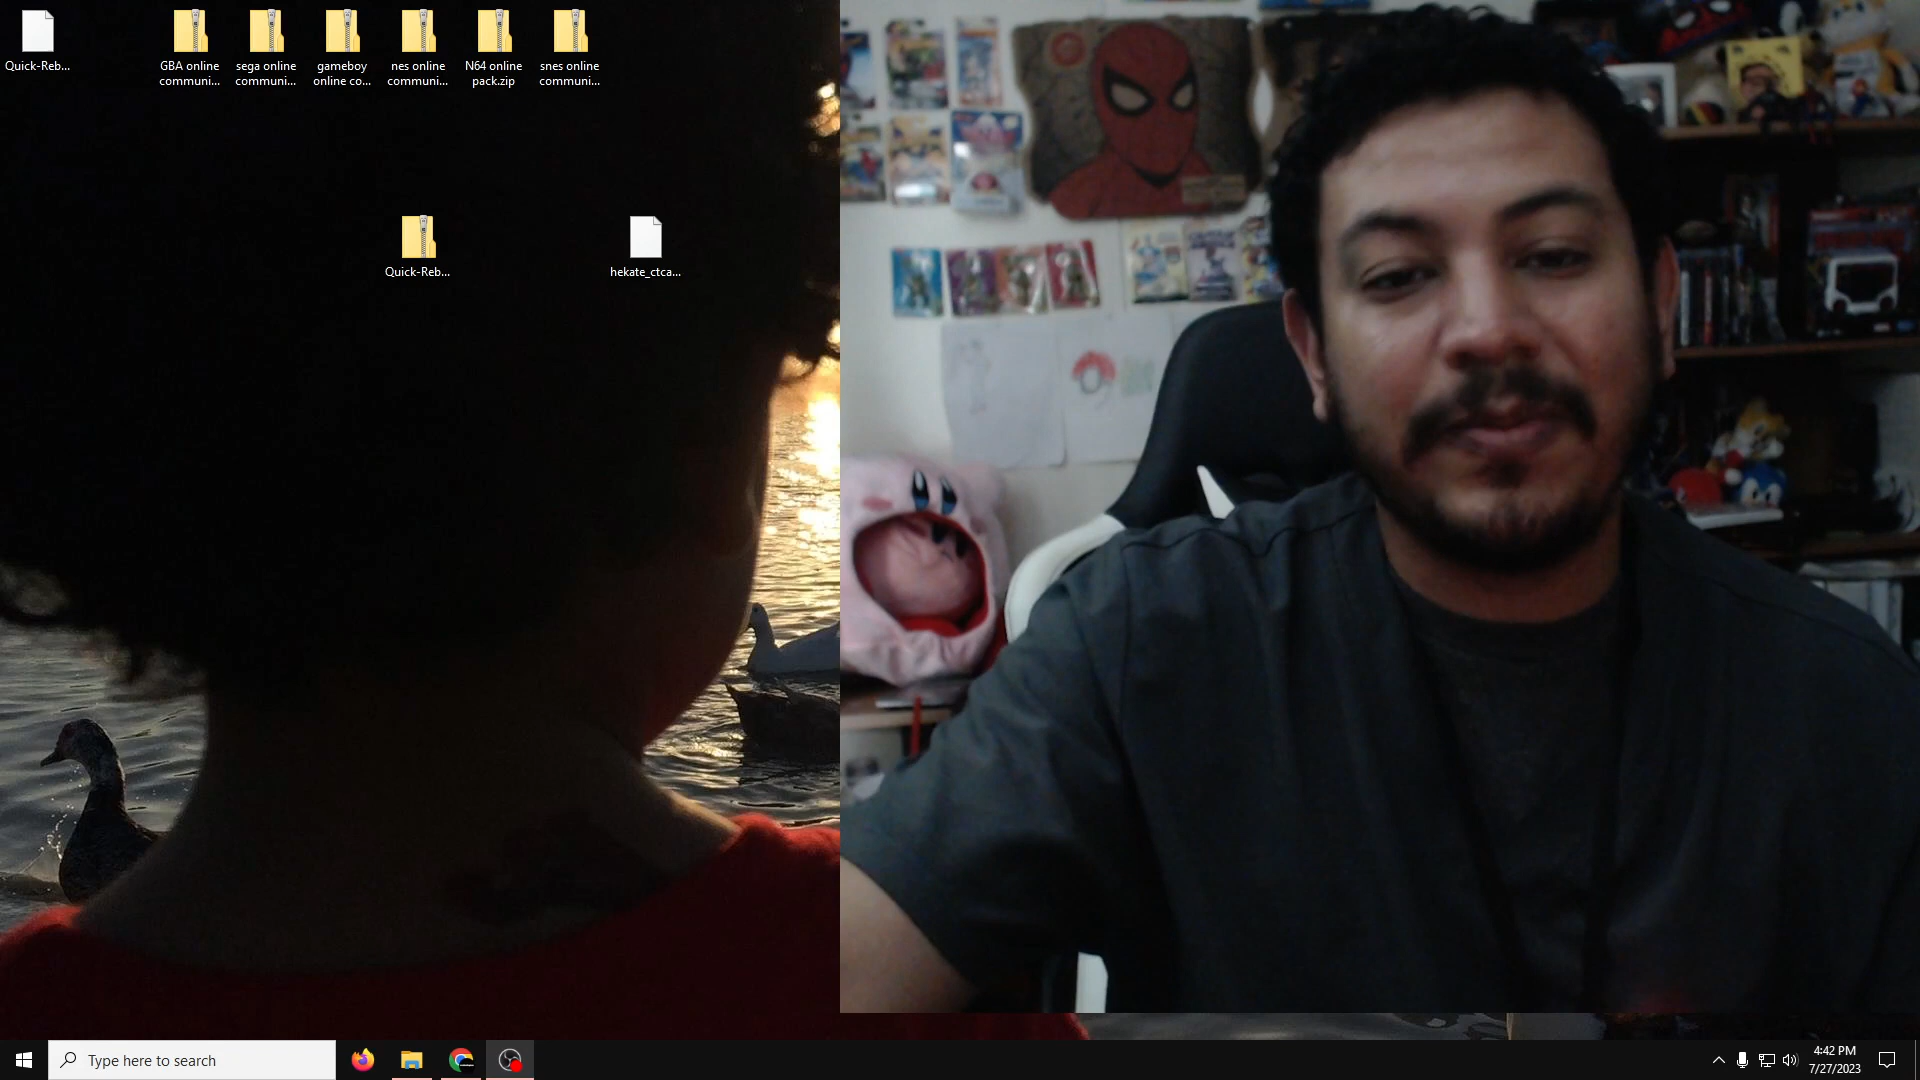 Quick-Reb...
GBA online
communi...
sega online
communi...
gameboy
online co...
nes online
communi...
N64 online
pack.zip
snes online
communi...
Quick-Reb...
hekate_ctca...
Type here to search
4:42 PM
7/27/2023